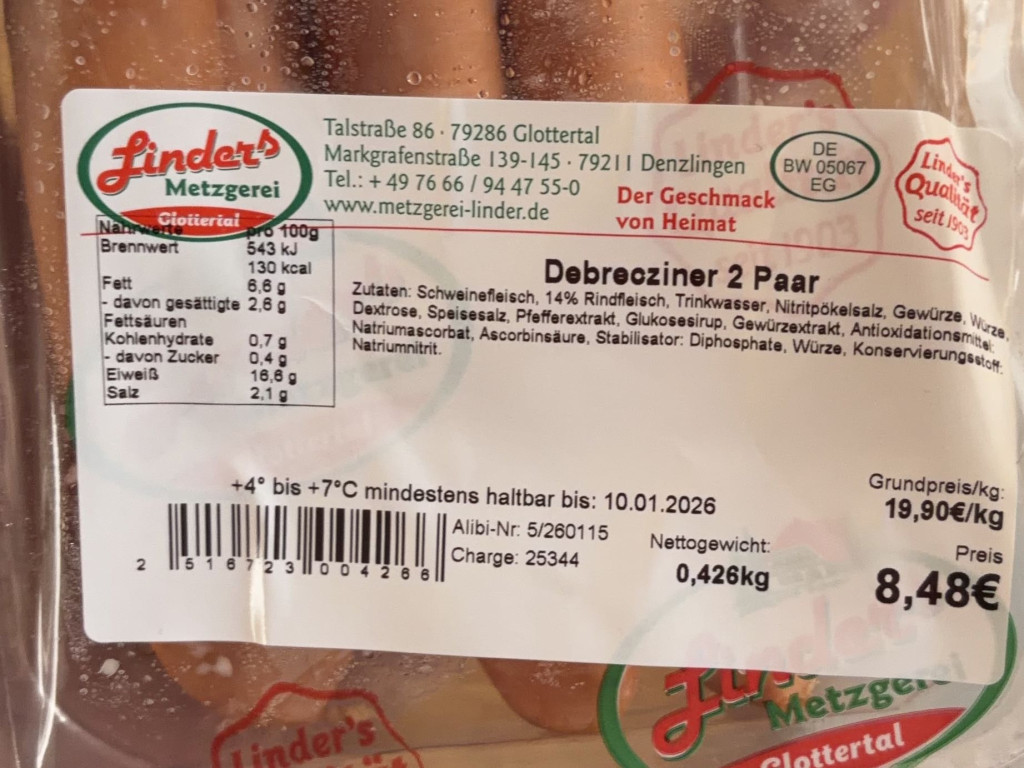 Linder's
Metzgerei
Glottertal
Talstraße 86 · 79286 Glottertal
Markgrafenstraße 139-145 · 79211 Denzlingen
Tel.: + 49 76 66 / 94 47 55-0
www.metzgerei-linder.de
Der Geschmack
von Heimat
DE
BW 05067
EG
Linder's
Qualität
seit 1903
Nährwerte pro 100g
Brennwert 543 kJ
130 kcal
Fett 6,6 g
- davon gesättigte 2,6 g
Fettsäuren
Kohlenhydrate 0,7 g
- davon Zucker 0,4 g
Eiweiß 16,6 g
Salz 2,1 g
Debrecziner 2 Paar
Zutaten: Schweinefleisch, 14% Rindfleisch, Trinkwasser, Nitritpökelsalz, Gewürze, Würze,
Dextrose, Speisesalz, Pfefferextrakt, Glukosesirup, Gewürzextrakt, Antioxidationsmittel:
Natriumascorbat, Ascorbinsäure, Stabilisator: Diphosphate, Würze, Konservierungsstoff:
Natriumnitrit.
+4° bis +7°C mindestens haltbar bis: 10.01.2026
2 516723 004266
Alibi-Nr: 5/260115
Charge: 25344
Nettogewicht:
0,426kg
Grundpreis/kg:
19,90€/kg
Preis
8,48€
Linder's
Linder's
Metzgerei
Glottertal